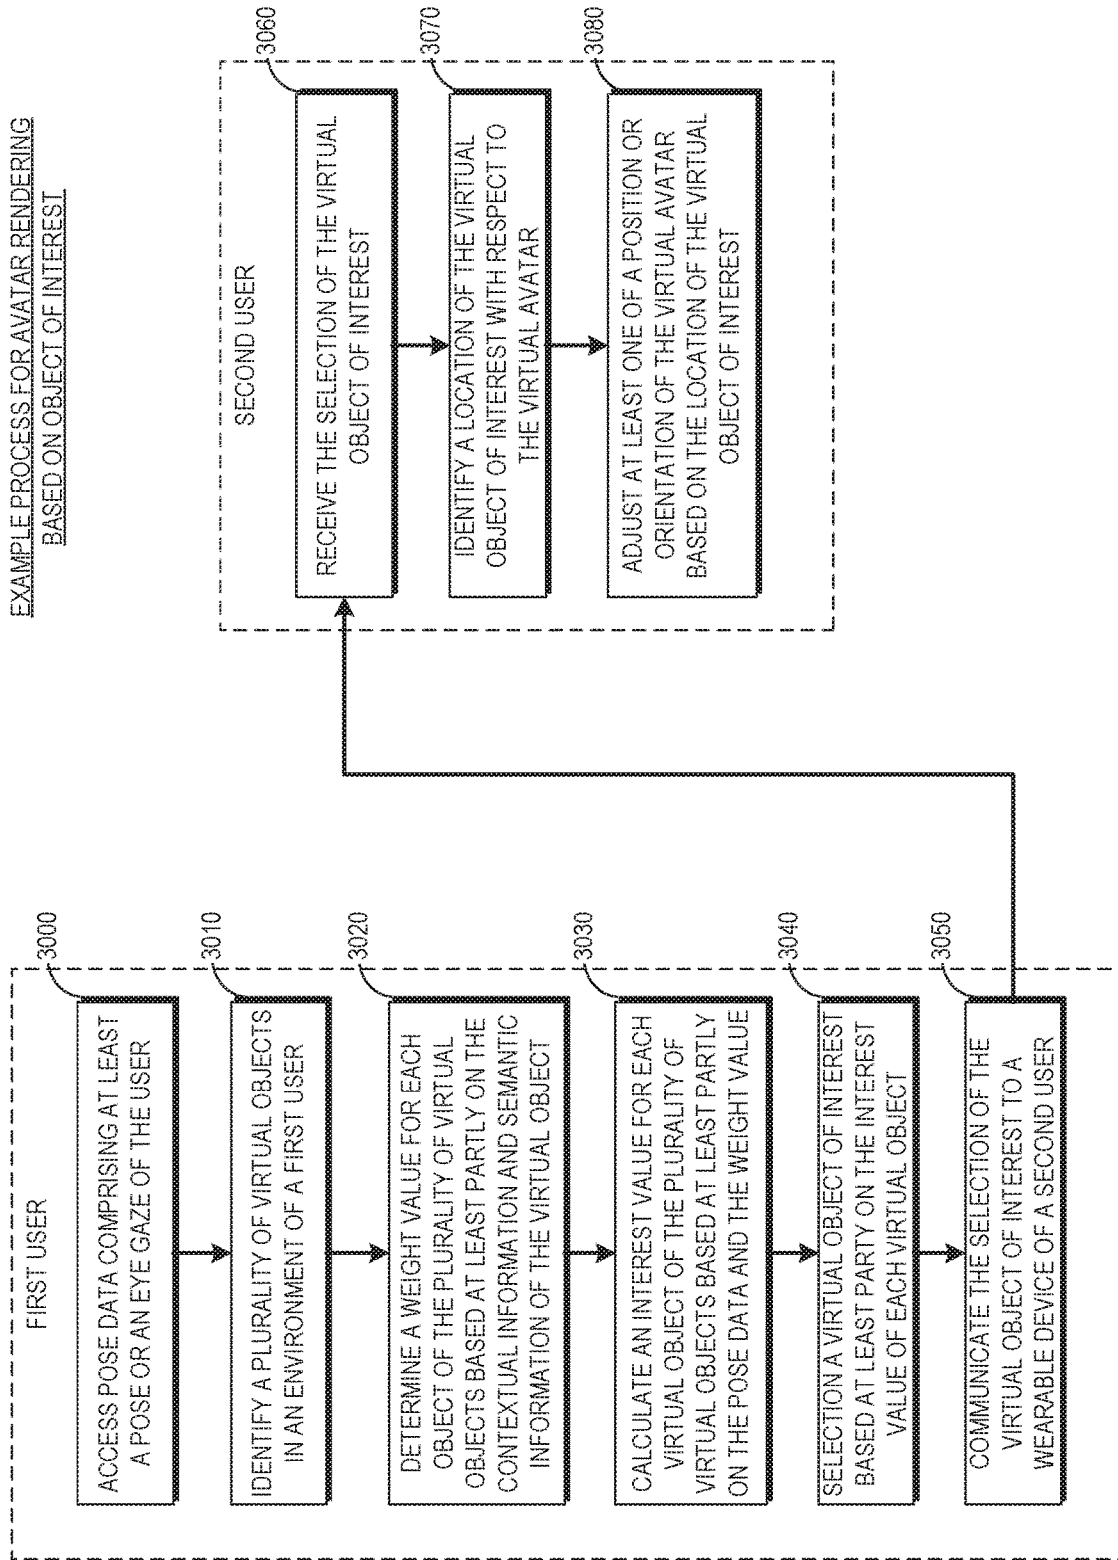 EXAMPLE PROCESS FOR AVATAR RENDERING
BASED ON OBJECT OF INTEREST
FIRST USER
3000
ACCESS POSE DATA COMPRISING AT LEAST
A POSE OR AN EYE GAZE OF THE USER
3010
IDENTIFY A PLURALITY OF VIRTUAL OBJECTS
IN AN ENVIRONMENT OF A FIRST USER
3020
DETERMINE A WEIGHT VALUE FOR EACH
OBJECT OF THE PLURALITY OF VIRTUAL
OBJECTS BASED AT LEAST PARTLY ON THE
CONTEXTUAL INFORMATION AND SEMANTIC
INFORMATION OF THE VIRTUAL OBJECT
3030
CALCULATE AN INTEREST VALUE FOR EACH
VIRTUAL OBJECT OF THE PLURALITY OF
VIRTUAL OBJECTS BASED AT LEAST PARTLY
ON THE POSE DATA AND THE WEIGHT VALUE
3040
SELECTION A VIRTUAL OBJECT OF INTEREST
BASED AT LEAST PARTY ON THE INTEREST
VALUE OF EACH VIRTUAL OBJECT
3050
COMMUNICATE THE SELECTION OF THE
VIRTUAL OBJECT OF INTEREST TO A
WEARABLE DEVICE OF A SECOND USER
SECOND USER
3060
RECEIVE THE SELECTION OF THE VIRTUAL
OBJECT OF INTEREST
3070
IDENTIFY A LOCATION OF THE VIRTUAL
OBJECT OF INTEREST WITH RESPECT TO
THE VIRTUAL AVATAR
3080
ADJUST AT LEAST ONE OF A POSITION OR
ORIENTATION OF THE VIRTUAL AVATAR
BASED ON THE LOCATION OF THE VIRTUAL
OBJECT OF INTEREST